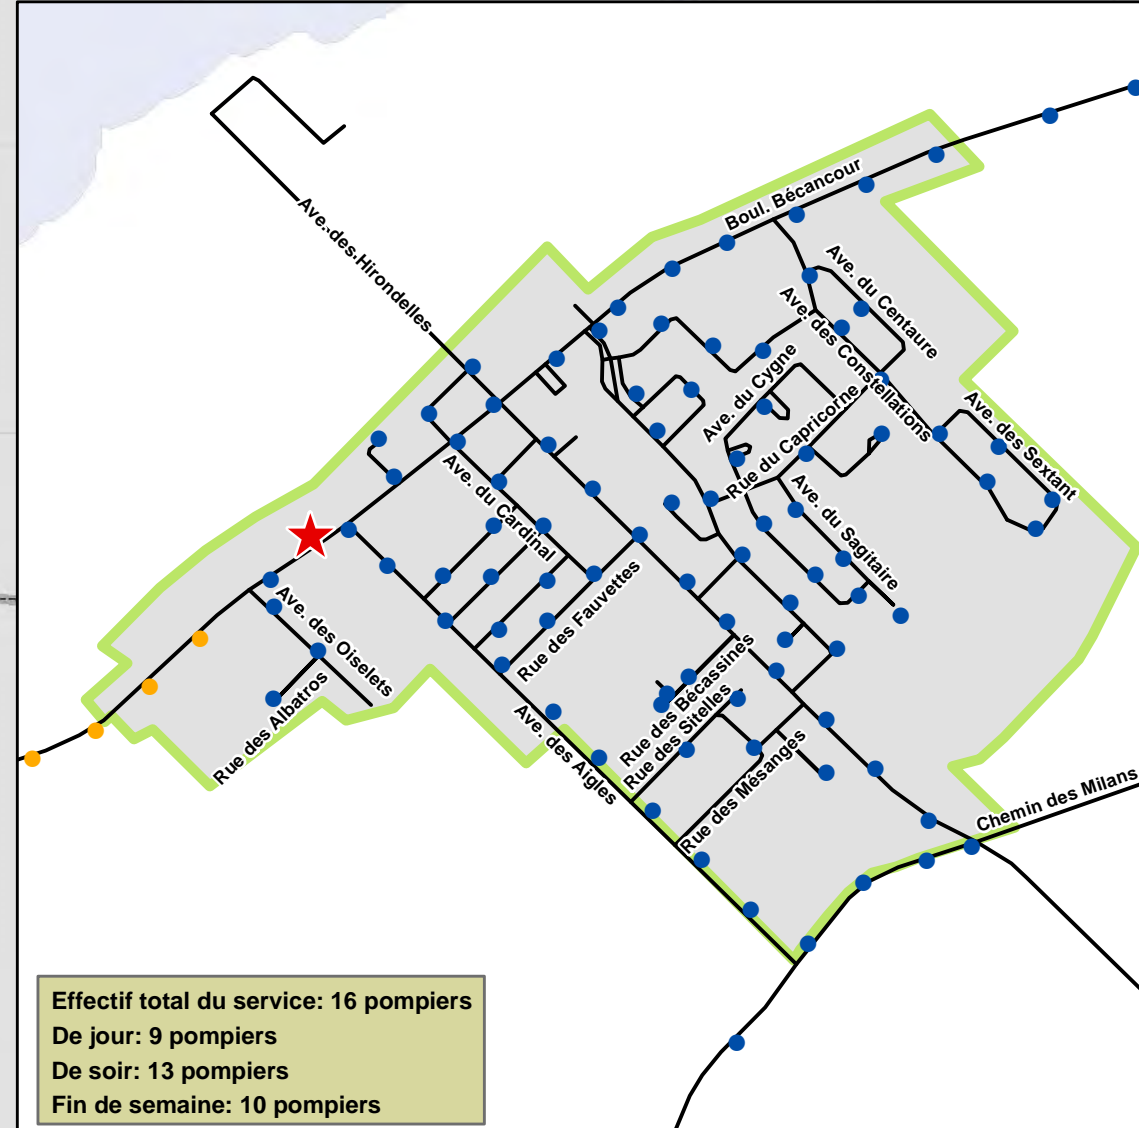 Boul. Bécancour
Ave. des Hirondelles
Ave. du Centaure
Ave. des Constellations
Ave. du Cygne
Rue du Capricorne
Ave. des Sextant
Ave. du Cardinal
Ave. du Sagitaire
Rue des Fauvettes
Ave. des Oiselets
Rue des Albatros
Rue des Bécassines
Rue des Sitelles
Ave. des Aigles
Rue des Mésanges
Chemin des Milans
Effectif total du service: 16 pompiers
De jour: 9 pompiers
De soir: 13 pompiers
Fin de semaine: 10 pompiers